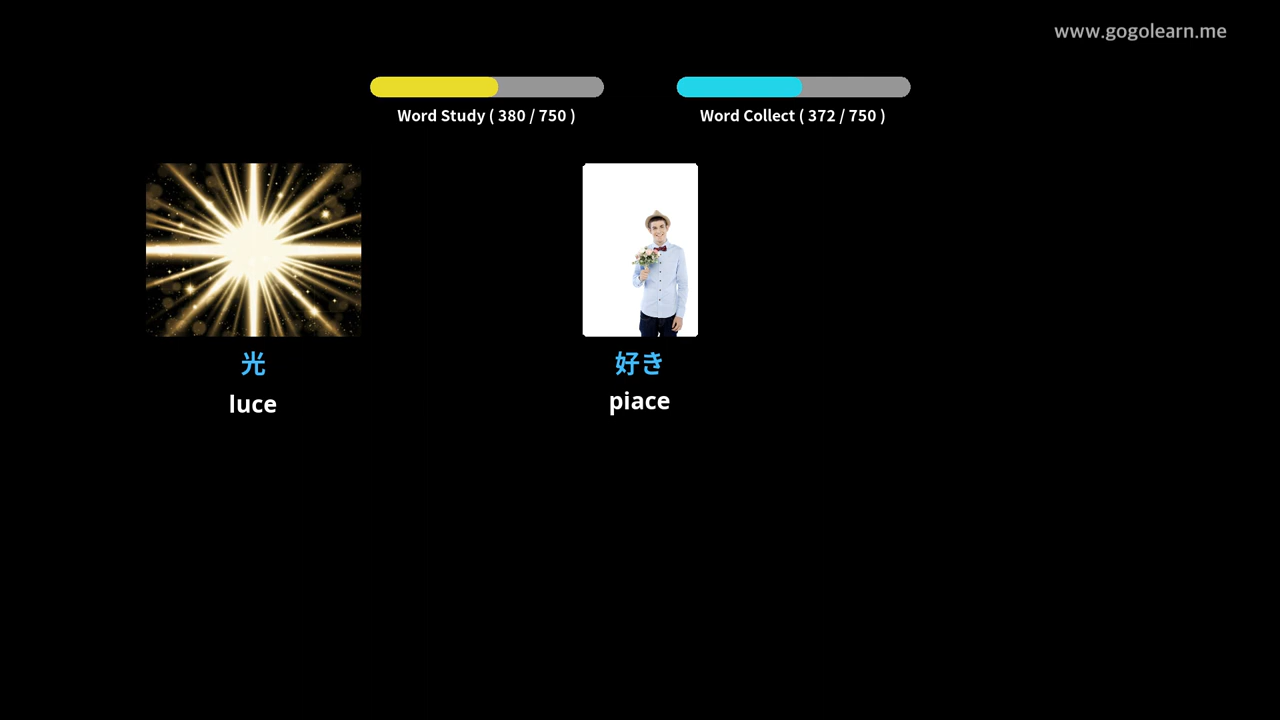 www.gogolearn.me
Word Study ( 380 / 750 )
Word Collect ( 372 / 750 )
光
luce
好き
piace